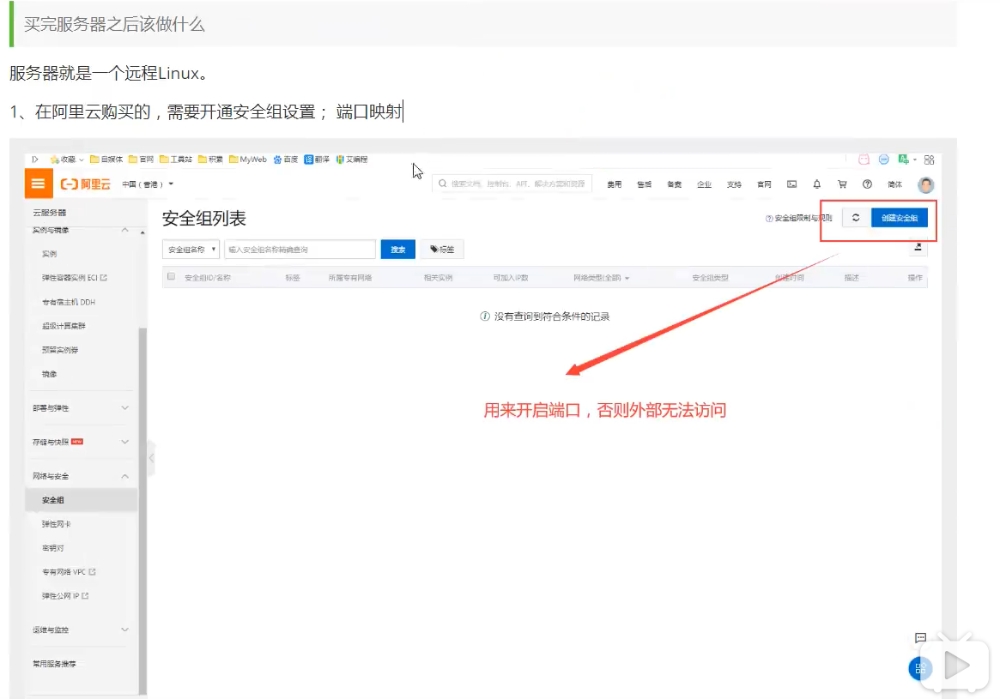 买完服务器之后该做什么
服务器就是一个远程Linux。
1、在阿里云购买的，需要开通安全组设置； 端口映射
收藏 自媒体 官网 工具站 积累 MyWeb 百度 翻译 艾编程
阿里云 中国（香港） 搜索文档、控制台、API、解决方案和资源 费用 售后 备案 企业 支持 官网 简体
云服务器
安全组列表
安全组限制与规则
创建安全组
实例与镜像
安全组名称 输入安全组名称精确查询 搜索 标签
实例
安全组ID/名称 标签 所属专有网络 相关实例 可加入IP数 网络类型(全部) 安全组类型 创建时间 描述 操作
弹性容器实例 ECI
专有宿主机 DDH
没有查询到符合条件的记录
超级计算集群
预留实例券
镜像
部署与弹性
用来开启端口，否则外部无法访问
存储与快照 NEW
网络与安全
安全组
弹性网卡
密钥对
专有网络 VPC
弹性公网 IP
运维与监控
常用服务推荐